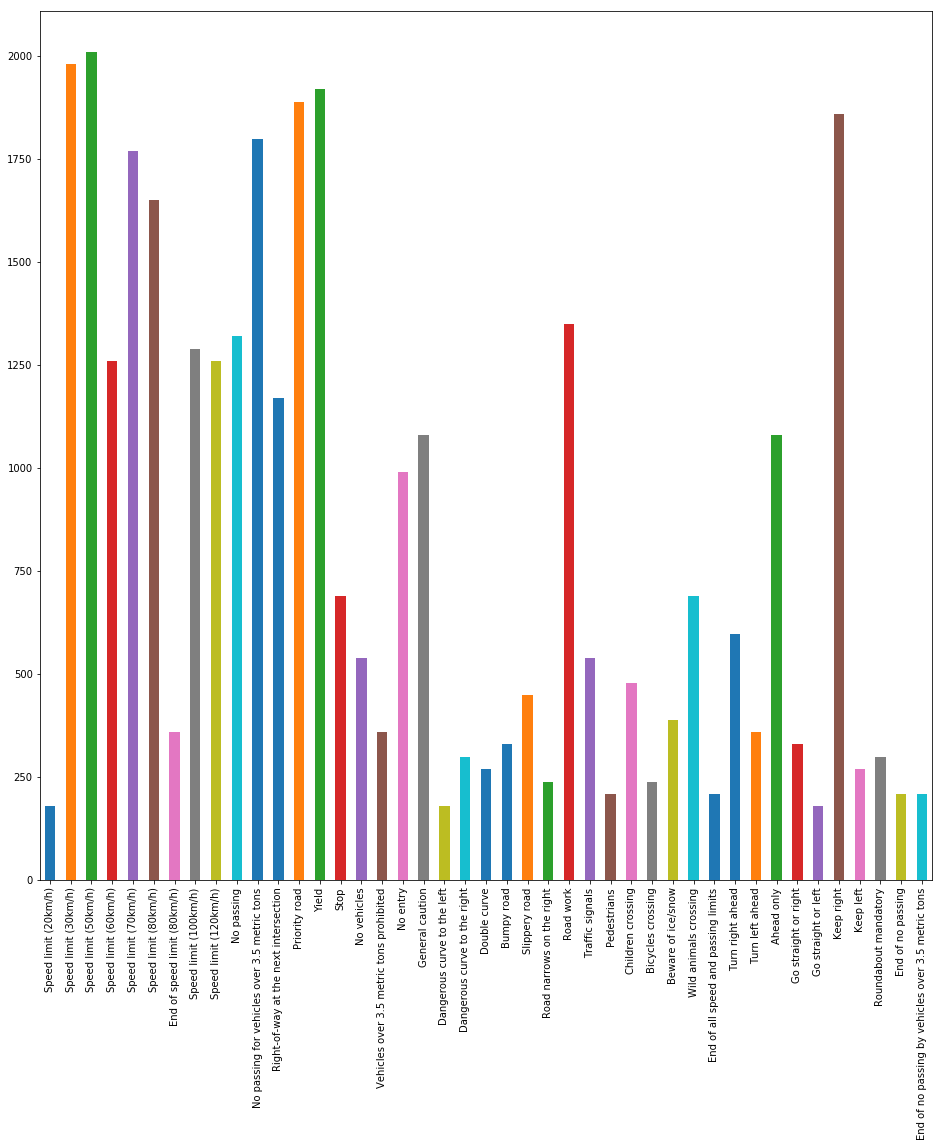 2000
1750
1500
1250
1000
750
500
250
0
Speed limit (20km/h)
Speed limit (30km/h)
Speed limit (50km/h)
Speed limit (60km/h)
Speed limit (70km/h)
Speed limit (80km/h)
End of speed limit (80km/h)
Speed limit (100km/h)
Speed limit (120km/h)
No passing
No passing for vehicles over 3.5 metric tons
Right-of-way at the next intersection
Priority road
Yield
Stop
No vehicles
Vehicles over 3.5 metric tons prohibited
No entry
General caution
Dangerous curve to the left
Dangerous curve to the right
Double curve
Bumpy road
Slippery road
Road narrows on the right
Road work
Traffic signals
Pedestrians
Children crossing
Bicycles crossing
Beware of ice/snow
Wild animals crossing
End of all speed and passing limits
Turn right ahead
Turn left ahead
Ahead only
Go straight or right
Go straight or left
Keep right
Keep left
Roundabout mandatory
End of no passing
End of no passing by vehicles over 3.5 metric tons